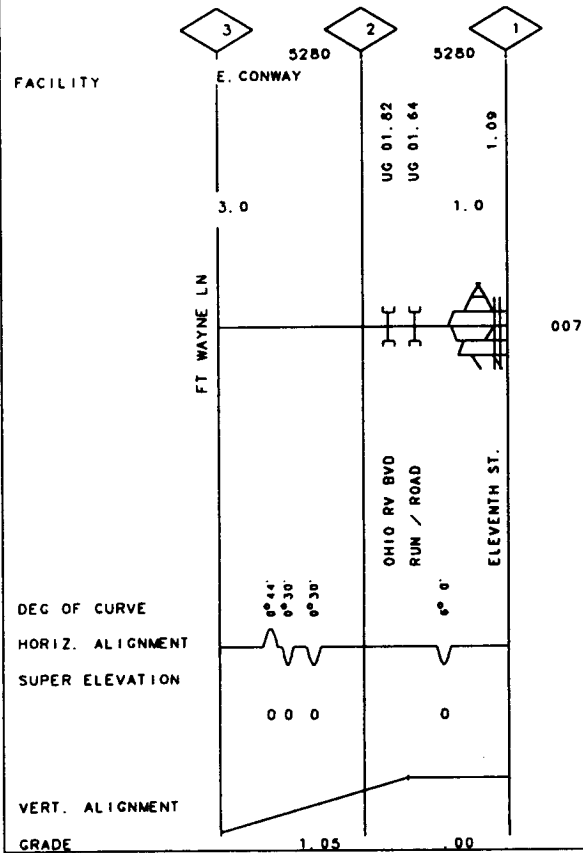 3 2 1
5280 5280
FACILITY E. CONWAY
UG 01.82
UG 01.64
1.09
3.0 1.0
FT WAYNE LN
007
OHIO RV BVD
RUN / ROAD
ELEVENTH ST.
DEG OF CURVE 0°44' 0°30' 0°30' 6° 0'
HORIZ. ALIGNMENT
SUPER ELEVATION
0 0 0 0
VERT. ALIGNMENT
GRADE 1.05 .00